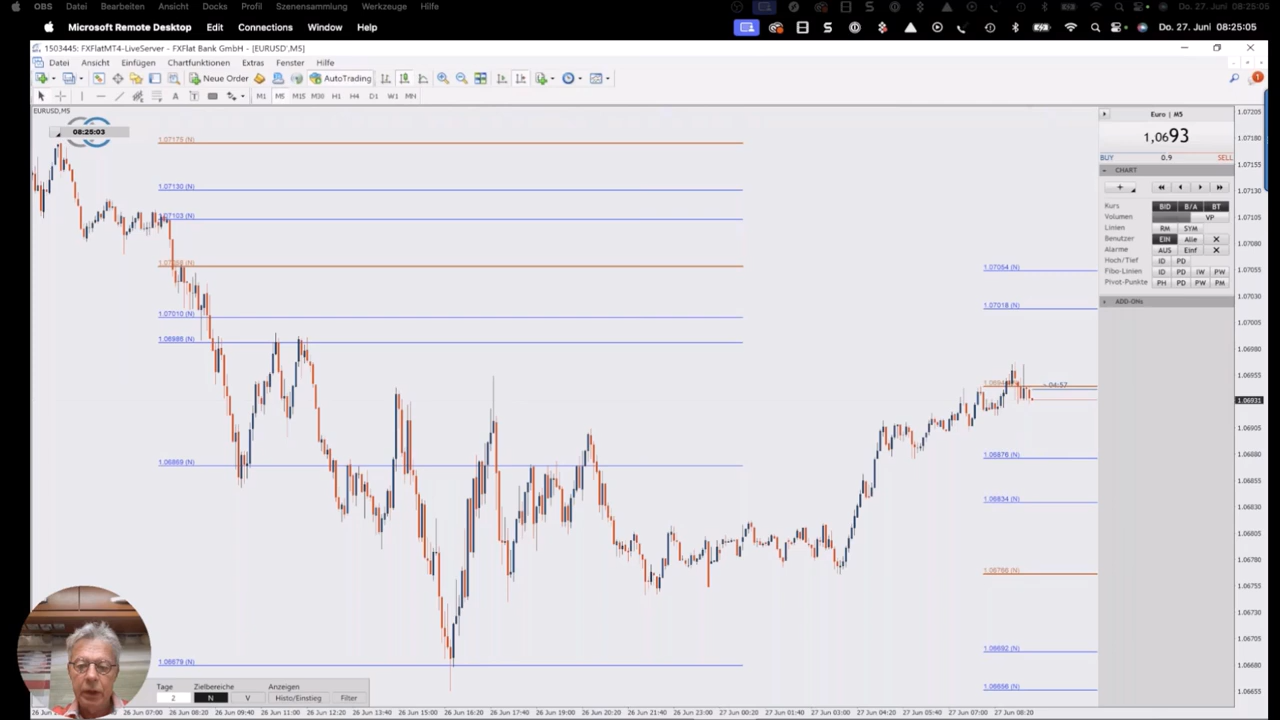 OBS Datei Bearbeiten Ansicht Docks Profil Szenensammlung Werkzeuge Hilfe Do. 27. Juni 08:25:05
Microsoft Remote Desktop Edit Connections Window Help Do. 27. Juni 08:25:05
1503445: FXFlatMT4-LiveServer - FXFlat Bank GmbH - [EURUSD',M5]
Datei Ansicht Einfügen Chartfunktionen Extras Fenster Hilfe
Neue Order AutoTrading 1
A T M1 M5 M15 M30 H1 H4 D1 W1 MN
EURUSD,M5
08:25:03
1.07130 (N)
1.07103 (N)
1.07010 (N)
1.06986 (N)
1.06869 (N)
1.06679 (N)
1.07054 (N)
1.07018 (N)
04:57
1.06876 (N)
1.06834 (N)
1.06766 (N)
1.06692 (N)
1.06656 (N)
Euro | M5
1,0693
BUY 0.9 SELL
CHART
Kurs BID B/A BT
Volumen VP
Linien RM SYM
Benutzer EIN Alle X
Alarme AUS Einf X
Hoch/Tief ID PD
Fibo-Linien ID PD IW PW
Pivot-Punkte PH PD PW PM
ADD-ONs
1.07205
1.07180
1.07155
1.07130
1.07105
1.07080
1.07055
1.07030
1.07005
1.06980
1.06955
1.06931
1.06905
1.06880
1.06855
1.06830
1.06805
1.06780
1.06755
1.06730
1.06705
1.06680
1.06655
Tage Zielbereiche Anzeigen
2 N V Histo/Einstieg Filter
26 Jun 07:00 26 Jun 08:20 26 Jun 09:40 26 Jun 11:00 26 Jun 12:20 26 Jun 13:40 26 Jun 15:00 26 Jun 16:20 26 Jun 17:40 26 Jun 19:00 26 Jun 20:20 26 Jun 21:40 26 Jun 23:00 27 Jun 00:20 27 Jun 01:40 27 Jun 03:00 27 Jun 04:20 27 Jun 05:40 27 Jun 07:00 27 Jun 08:20